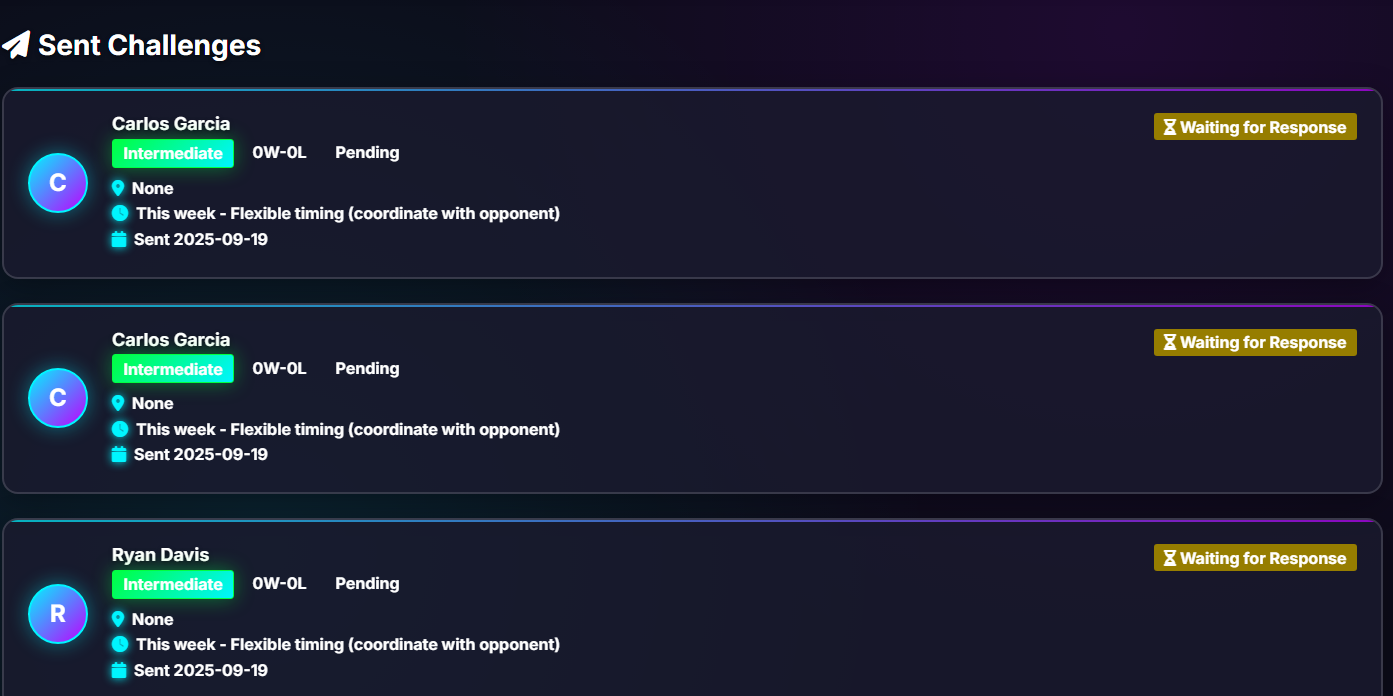 Sent Challenges
Carlos Garcia
Waiting for Response
Intermediate 0W-0L Pending
C
None
This week - Flexible timing (coordinate with opponent)
Sent 2025-09-19
Carlos Garcia
Waiting for Response
Intermediate 0W-0L Pending
C
None
This week - Flexible timing (coordinate with opponent)
Sent 2025-09-19
Ryan Davis
Waiting for Response
Intermediate 0W-0L Pending
R
None
This week - Flexible timing (coordinate with opponent)
Sent 2025-09-19